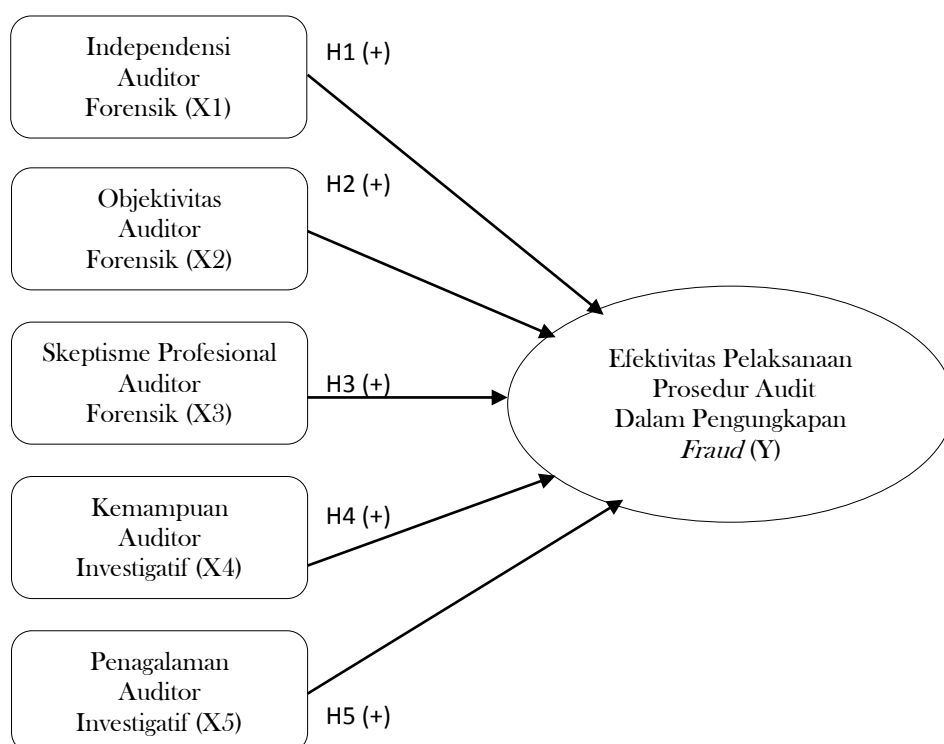 Independensi
Auditor
Forensik (X1)
H1 (+)
Objektivitas
Auditor
Forensik (X2)
H2 (+)
Skeptisme Profesional
Auditor
Forensik (X3)
H3 (+)
Kemampuan
Auditor
Investigatif (X4)
H4 (+)
Penagalaman
Auditor
Investigatif (X5)
H5 (+)
Efektivitas Pelaksanaan
Prosedur Audit
Dalam Pengungkapan
Fraud (Y)